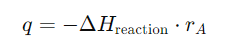 q = −ΔH_reaction · r_A